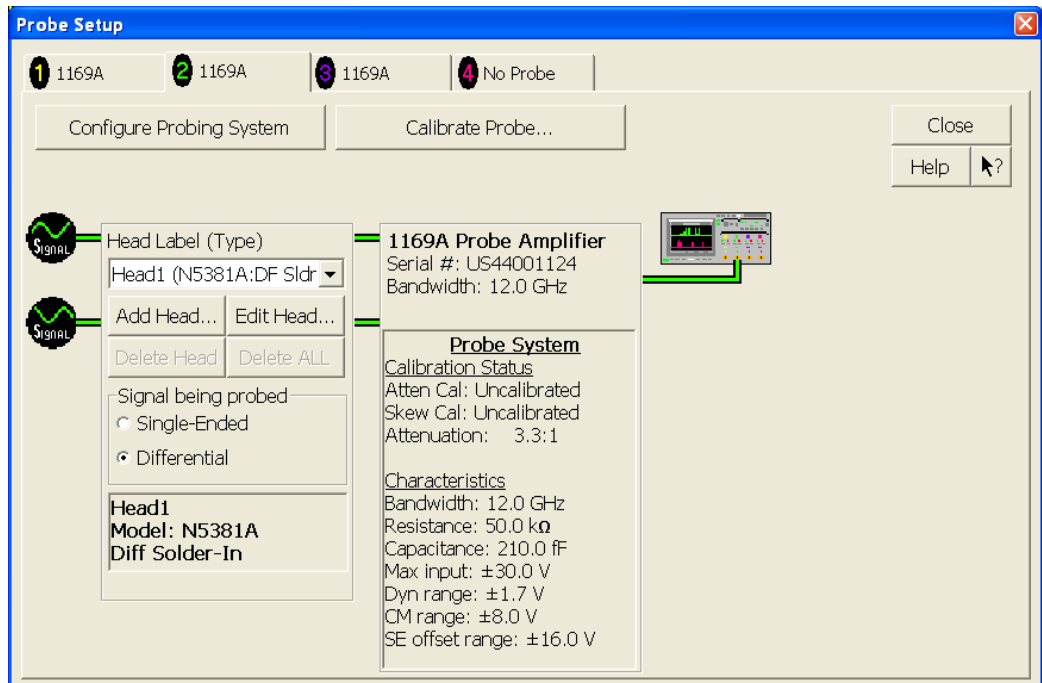 Probe Setup
1 1169A
2 1169A
3 1169A
4 No Probe
Configure Probing System
Calibrate Probe...
Close
Help
?
SIGNAL
Head Label (Type)
Head1 (N5381A:DF Sldr
Add Head...
Edit Head...
Delete Head
Delete ALL
SIGNAL
Signal being probed
Single-Ended
Differential
Head1
Model: N5381A
Diff Solder-In
1169A Probe Amplifier
Serial #: US44001124
Bandwidth: 12.0 GHz
Probe System
Calibration Status
Atten Cal: Uncalibrated
Skew Cal: Uncalibrated
Attenuation: 3.3:1
Characteristics
Bandwidth: 12.0 GHz
Resistance: 50.0 kΩ
Capacitance: 210.0 fF
Max input: ±30.0 V
Dyn range: ±1.7 V
CM range: ±8.0 V
SE offset range: ±16.0 V